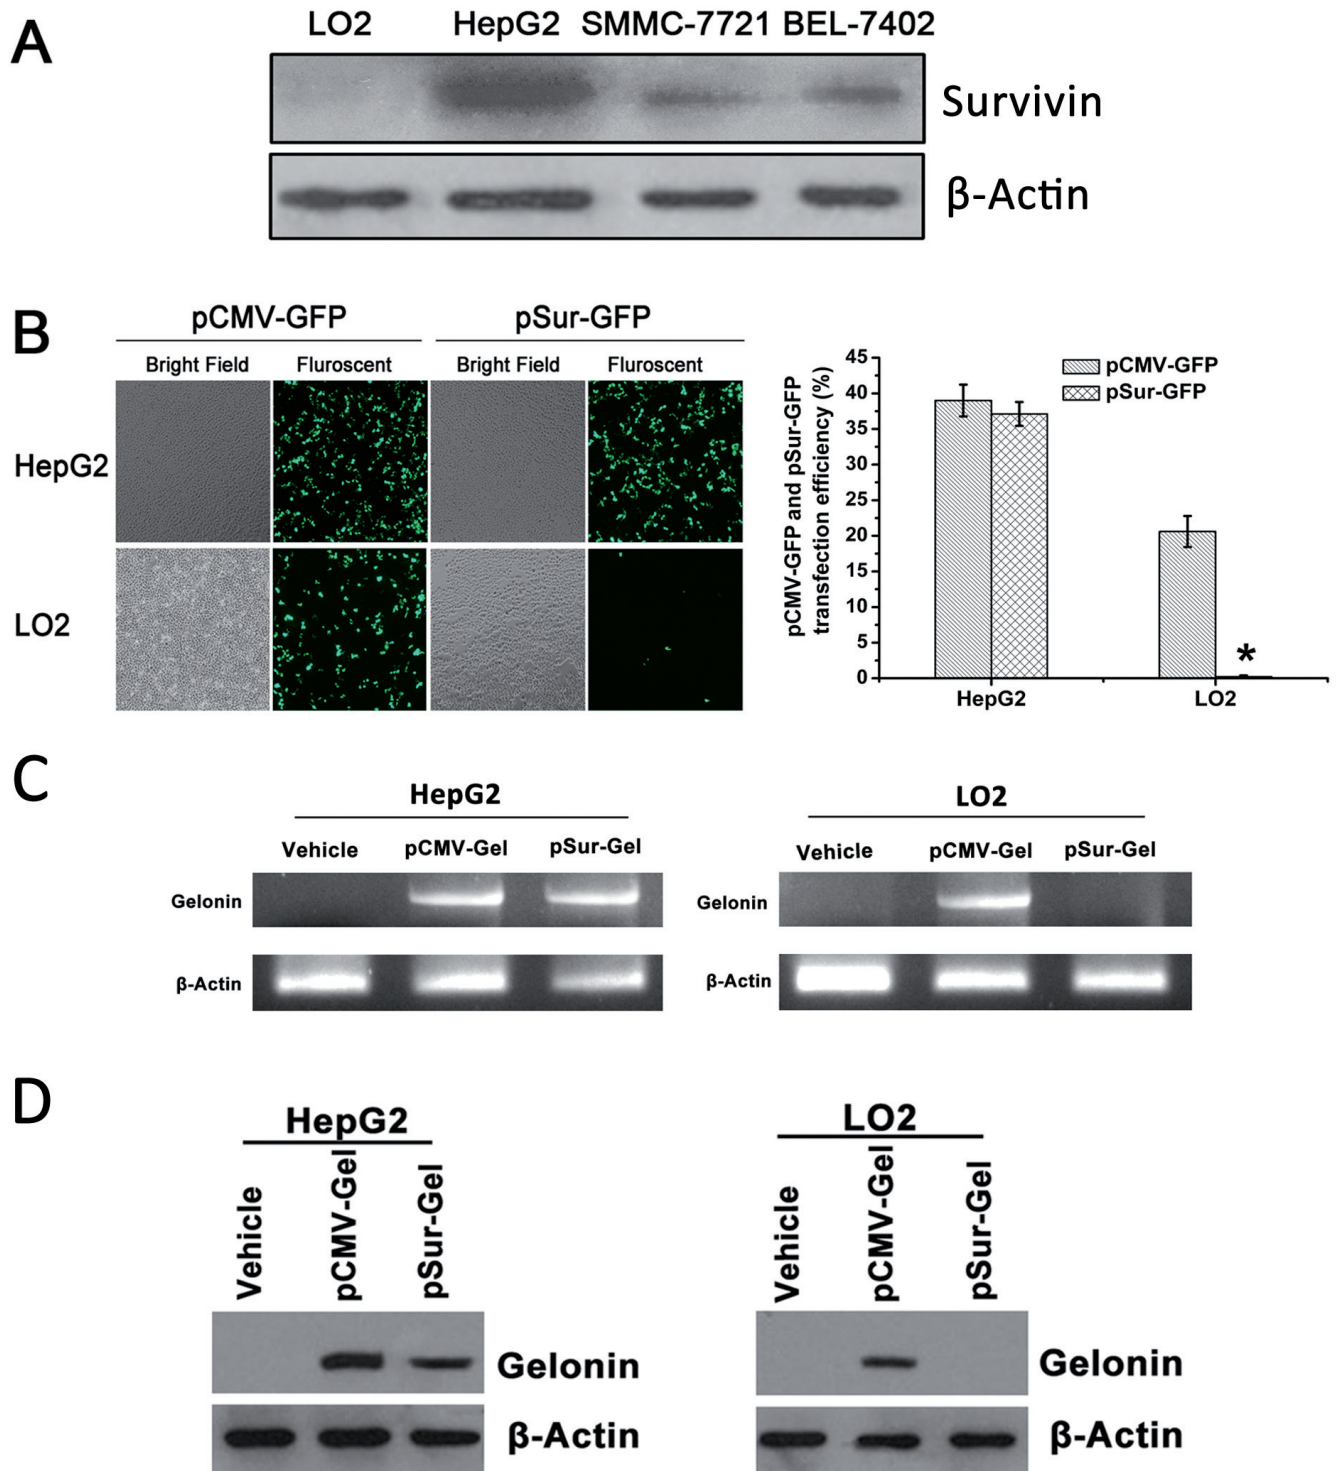 A
LO2 HepG2 SMMC-7721 BEL-7402
Survivin
β-Actin
B
pCMV-GFP pSur-GFP
Bright Field Fluroscent Bright Field Fluroscent
HepG2
LO2
pCMV-GFP and pSur-GFP
transfection efficiency (%)
45
40
35
30
25
20
15
10
5
0
pCMV-GFP
pSur-GFP
*
HepG2 LO2
C
HepG2
Vehicle pCMV-Gel pSur-Gel
Gelonin
β-Actin
LO2
Vehicle pCMV-Gel pSur-Gel
Gelonin
β-Actin
D
HepG2
Vehicle
pCMV-Gel
pSur-Gel
Gelonin
β-Actin
LO2
Vehicle
pCMV-Gel
pSur-Gel
Gelonin
β-Actin